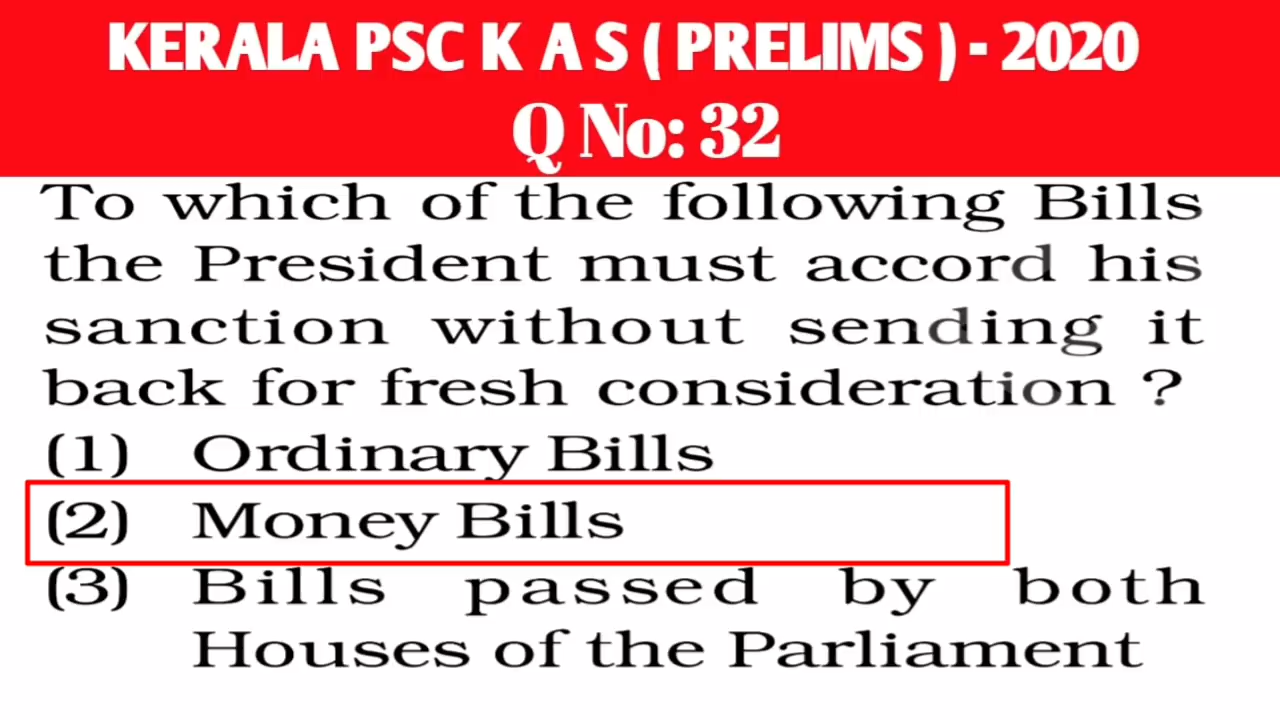 KERALA PSC K A S ( PRELIMS ) - 2020
Q No: 32
To which of the following Bills
the President must accord his
sanction without sending it
back for fresh consideration ?
(1) Ordinary Bills
(2) Money Bills
(3) Bills passed by both
Houses of the Parliament